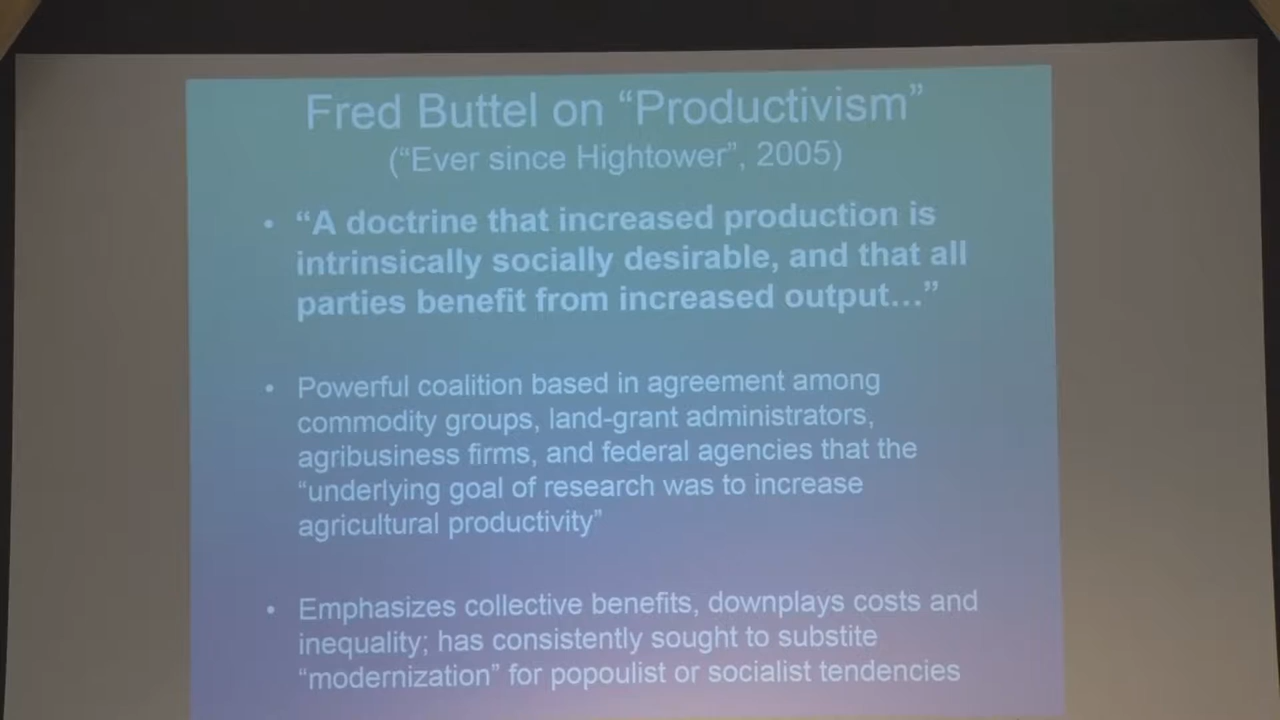 Fred Buttel on “Productivism”
(“Ever since Hightower”, 2005)
• “A doctrine that increased production is
intrinsically socially desirable, and that all
parties benefit from increased output…”
• Powerful coalition based in agreement among
commodity groups, land-grant administrators,
agribusiness firms, and federal agencies that the
“underlying goal of research was to increase
agricultural productivity”
• Emphasizes collective benefits, downplays costs and
inequality; has consistently sought to substite
“modernization” for popoulist or socialist tendencies